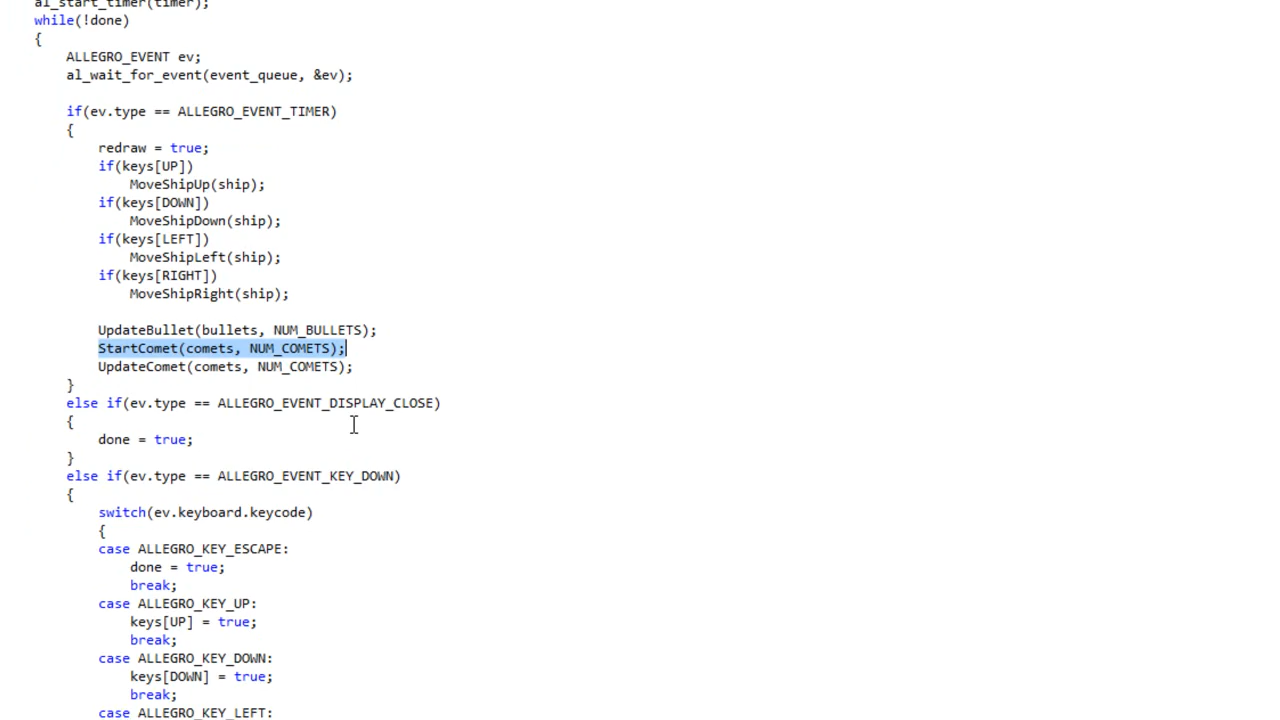 al_start_timer(timer);
while(!done)
{
ALLEGRO_EVENT ev;
al_wait_for_event(event_queue, &ev);
if(ev.type == ALLEGRO_EVENT_TIMER)
{
redraw = true;
if(keys[UP])
MoveShipUp(ship);
if(keys[DOWN])
MoveShipDown(ship);
if(keys[LEFT])
MoveShipLeft(ship);
if(keys[RIGHT])
MoveShipRight(ship);
UpdateBullet(bullets, NUM_BULLETS);
StartComet(comets, NUM_COMETS);
UpdateComet(comets, NUM_COMETS);
}
else if(ev.type == ALLEGRO_EVENT_DISPLAY_CLOSE)
{
done = true;
}
else if(ev.type == ALLEGRO_EVENT_KEY_DOWN)
{
switch(ev.keyboard.keycode)
{
case ALLEGRO_KEY_ESCAPE:
done = true;
break;
case ALLEGRO_KEY_UP:
keys[UP] = true;
break;
case ALLEGRO_KEY_DOWN:
keys[DOWN] = true;
break;
case ALLEGRO_KEY_LEFT: